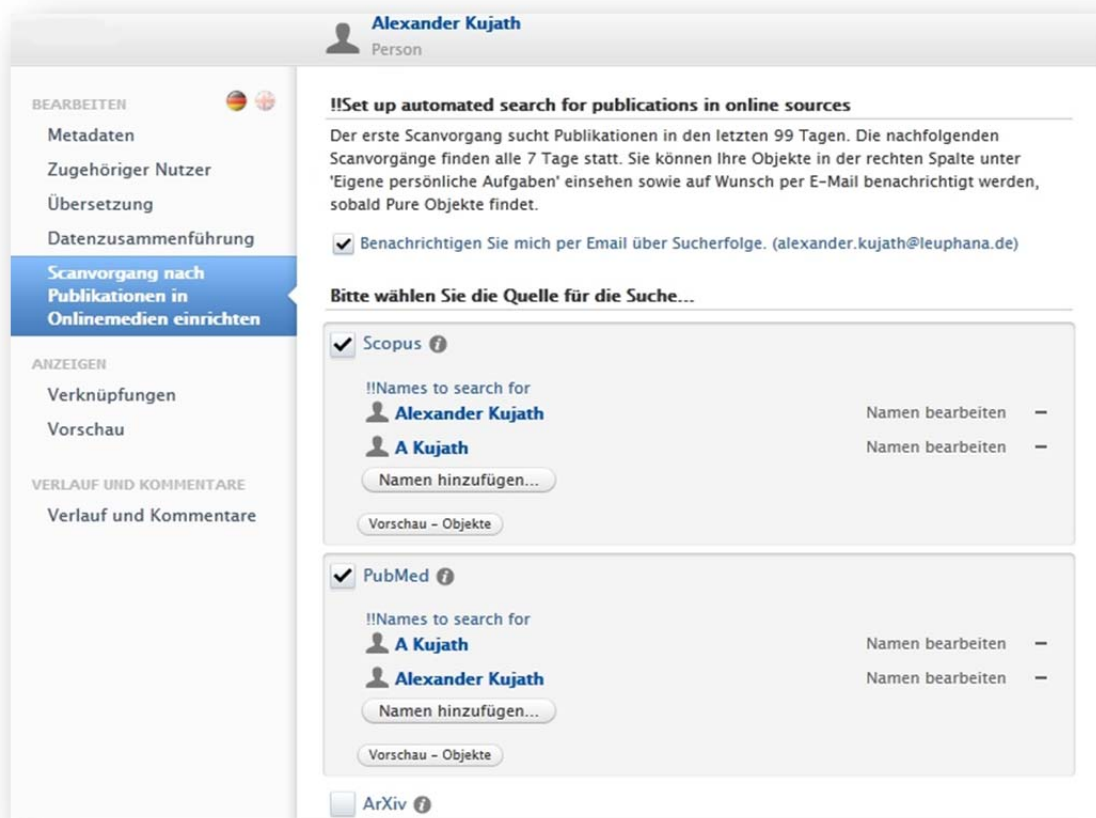 Alexander Kujath
Person
BEARBEITEN
Metadaten
Zugehöriger Nutzer
Übersetzung
Datenzusammenführung
Scanvorgang nach
Publikationen in
Onlinemedien einrichten
ANZEIGEN
Verknüpfungen
Vorschau
VERLAUF UND KOMMENTARE
Verlauf und Kommentare
!!Set up automated search for publications in online sources
Der erste Scanvorgang sucht Publikationen in den letzten 99 Tagen. Die nachfolgenden
Scanvorgänge finden alle 7 Tage statt. Sie können Ihre Objekte in der rechten Spalte unter
'Eigene persönliche Aufgaben' einsehen sowie auf Wunsch per E-Mail benachrichtigt werden,
sobald Pure Objekte findet.
Benachrichtigen Sie mich per Email über Sucherfolge. (alexander.kujath@leuphana.de)
Bitte wählen Sie die Quelle für die Suche...
Scopus
!!Names to search for
Alexander Kujath Namen bearbeiten –
A Kujath Namen bearbeiten –
Namen hinzufügen...
Vorschau – Objekte
PubMed
!!Names to search for
A Kujath Namen bearbeiten –
Alexander Kujath Namen bearbeiten –
Namen hinzufügen...
Vorschau – Objekte
ArXiv